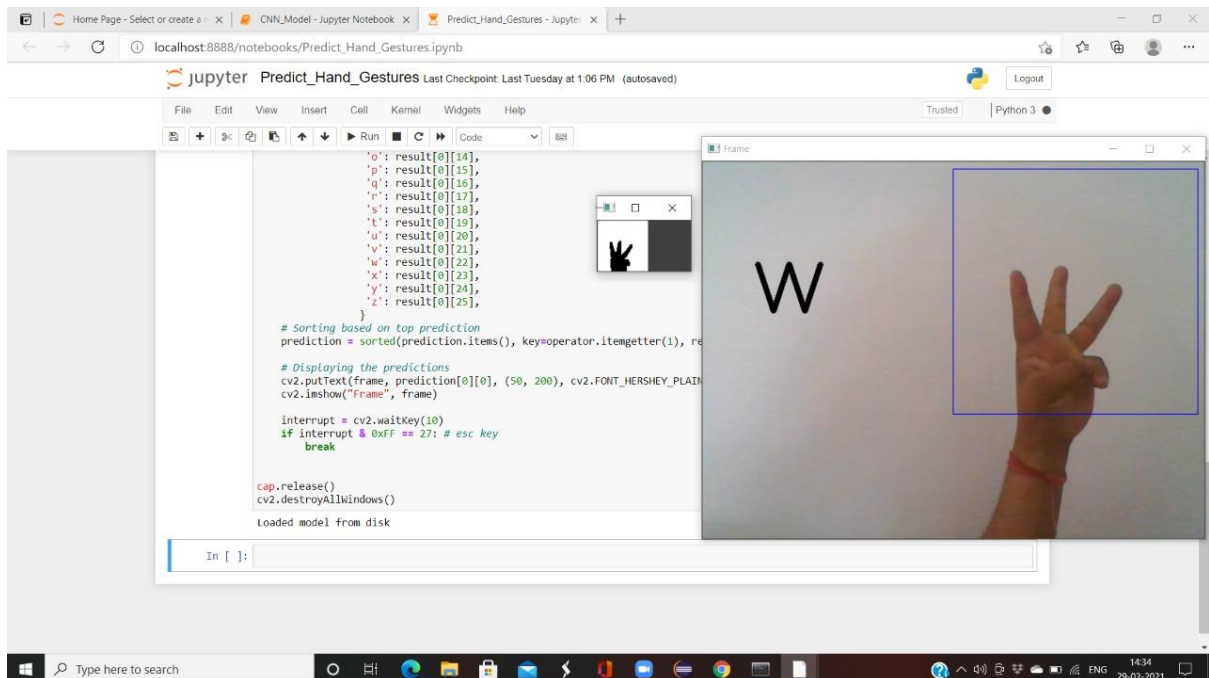 Home Page - Select or create a n
CNN_Model - Jupyter Notebook
Predict_Hand_Gestures - Jupyter
localhost:8888/notebooks/Predict_Hand_Gestures.ipynb
jupyter Predict_Hand_Gestures Last Checkpoint: Last Tuesday at 1:06 PM (autosaved)
Logout
File Edit View Insert Cell Kernel Widgets Help
Trusted
Python 3
Run
Code
Frame
'o': result[0][14],
'p': result[0][15],
'q': result[0][16],
'r': result[0][17],
's': result[0][18],
't': result[0][19],
'u': result[0][20],
'v': result[0][21],
'w': result[0][22],
'x': result[0][23],
'y': result[0][24],
'z': result[0][25],
}
# Sorting based on top prediction
prediction = sorted(prediction.items(), key=operator.itemgetter(1), re
# Displaying the predictions
cv2.putText(frame, prediction[0][0], (50, 200), cv2.FONT_HERSHEY_PLAIN
cv2.imshow("Frame", frame)
interrupt = cv2.waitKey(10)
if interrupt & 0xFF == 27: # esc key
break
cap.release()
cv2.destroyAllWindows()
Loaded model from disk
In [ ]:
W
Type here to search
ENG
14:34
29-03-2021